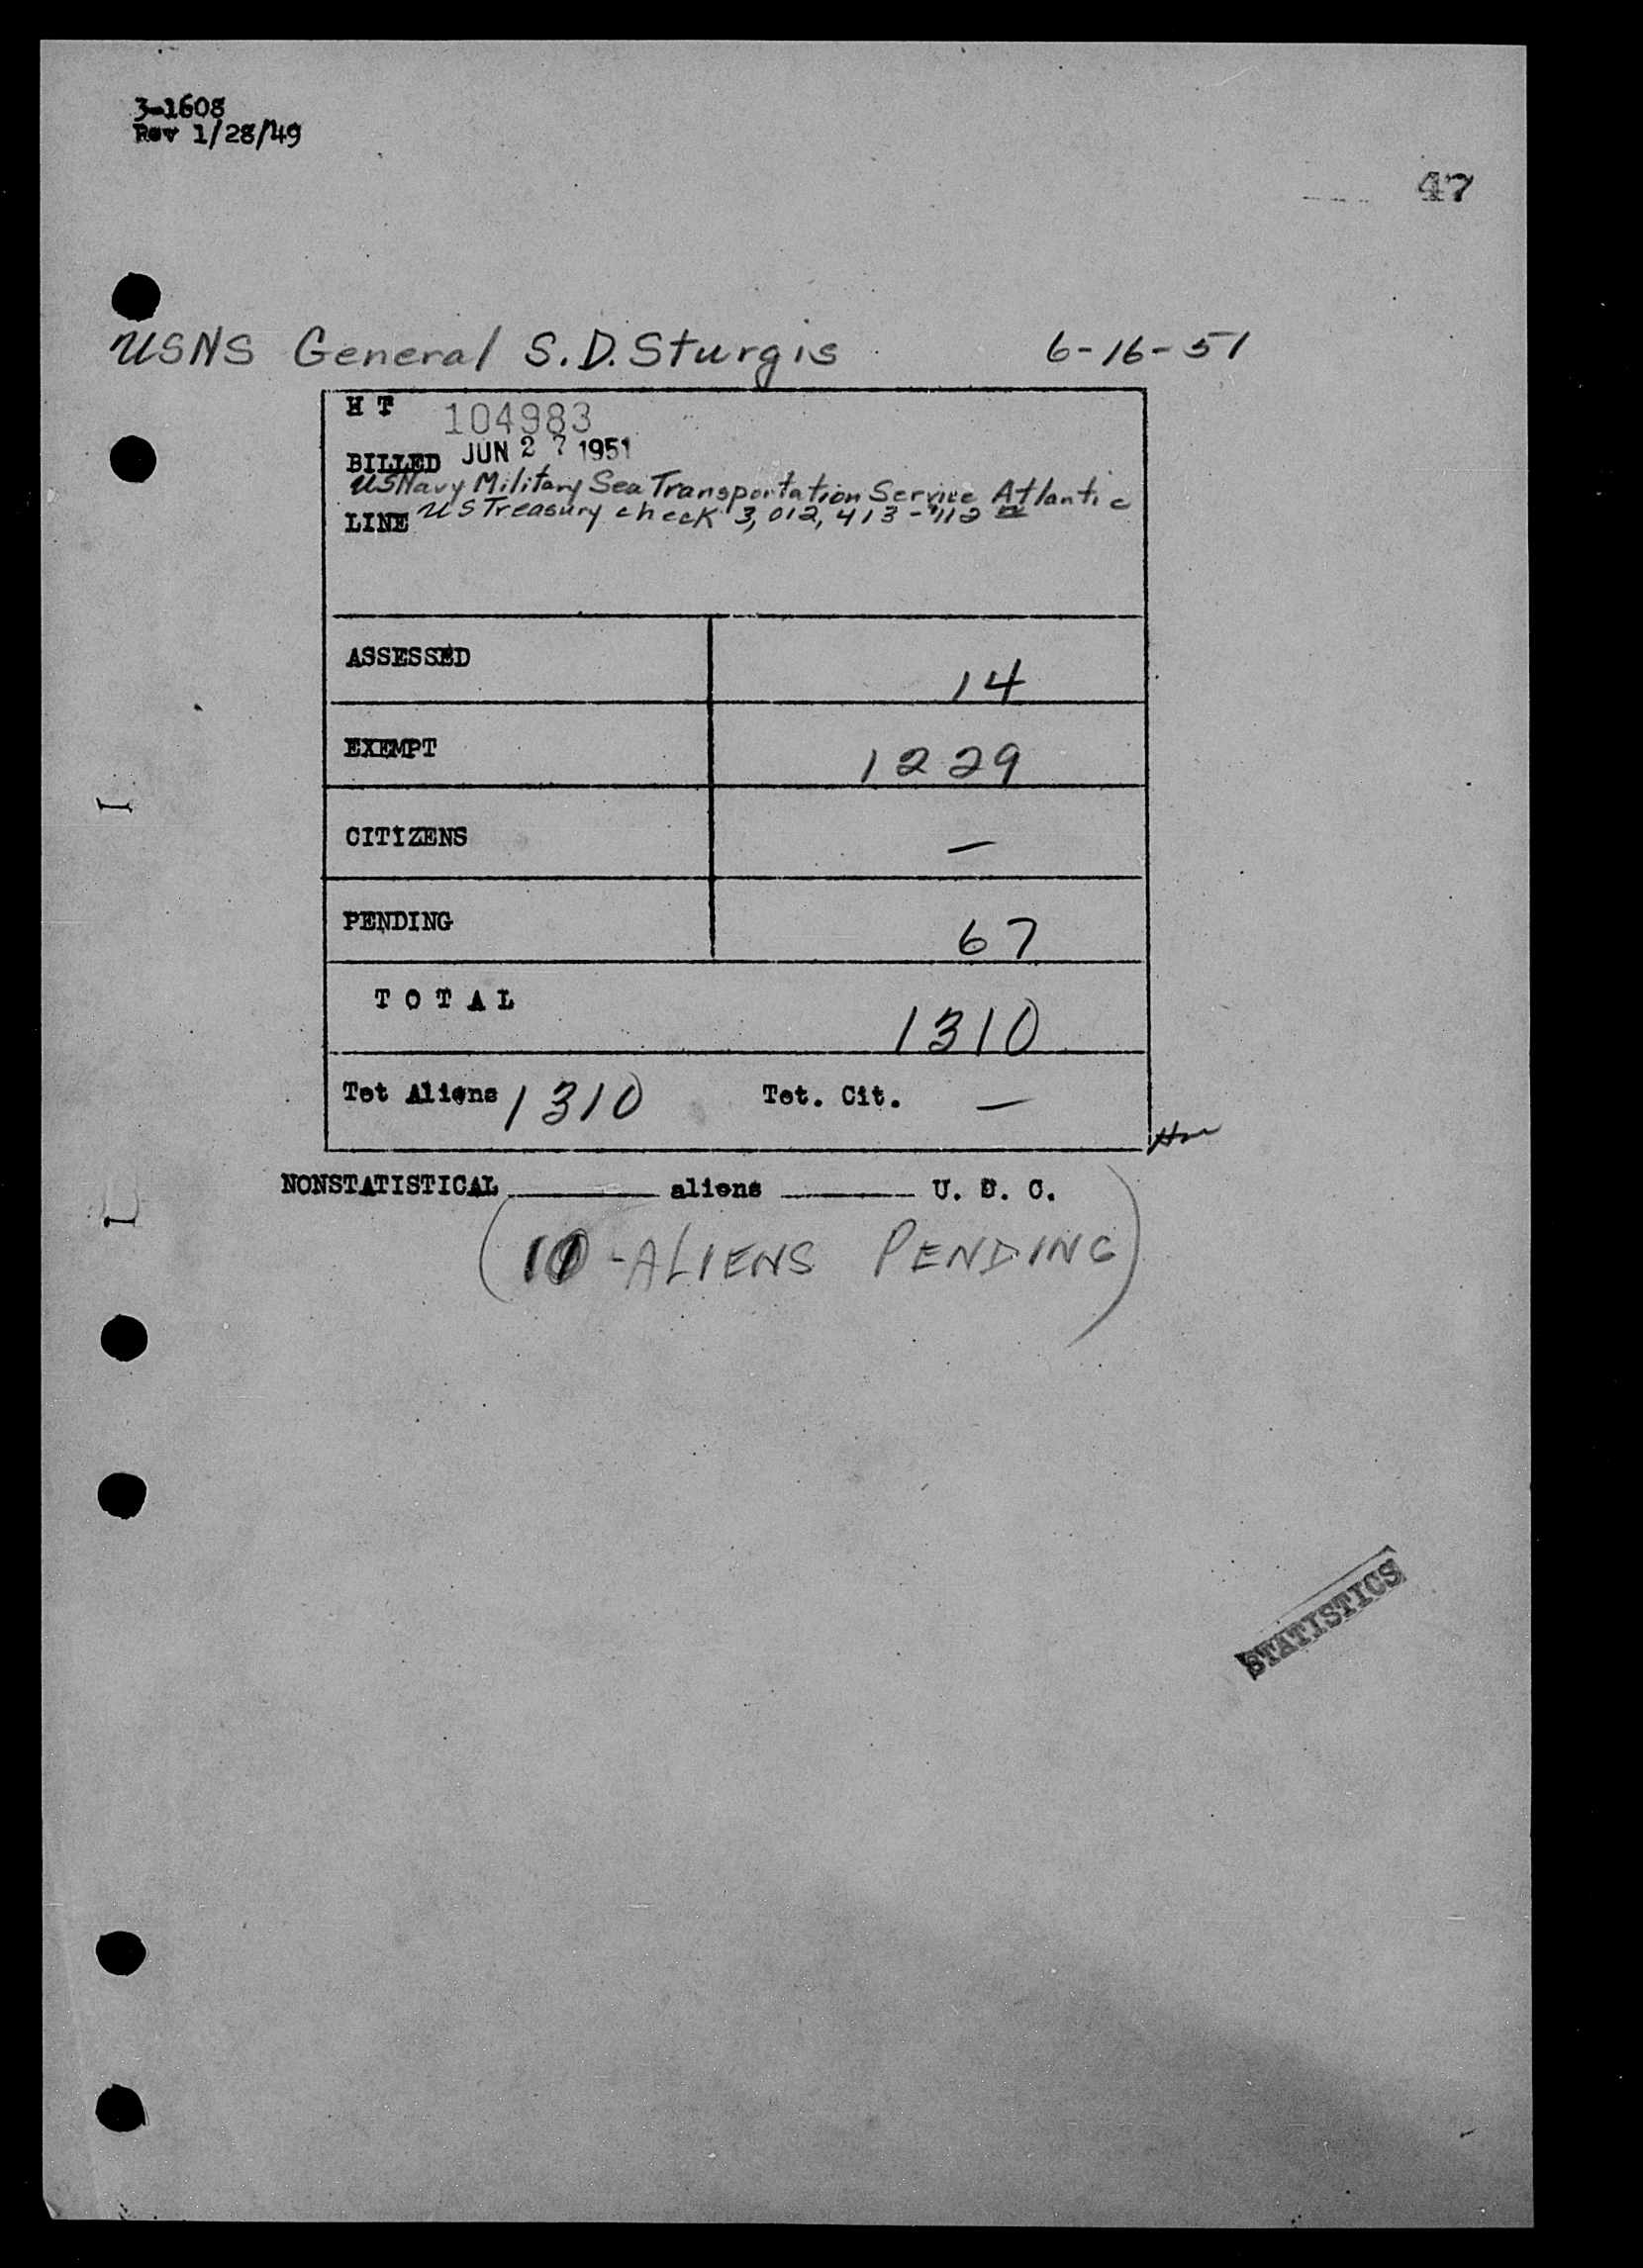 3-1608
Rev 1/28/49
47
USNS General S.D. Sturgis 6-16-51
H T 104983
BILLED JUN 27 1951
US Navy Military Sea Transportation Service Atlantic
LINE US Treasury check 3,012,413-
ASSESSED 14
EXEMPT 1229
CITIZENS —
PENDING 67
T O T A L 1310
Tot Aliens 1310 Tot. Cit. —
NONSTATISTICAL ______ aliens ______ U. S. C.
( -ALIENS PENDING)
STATISTICS